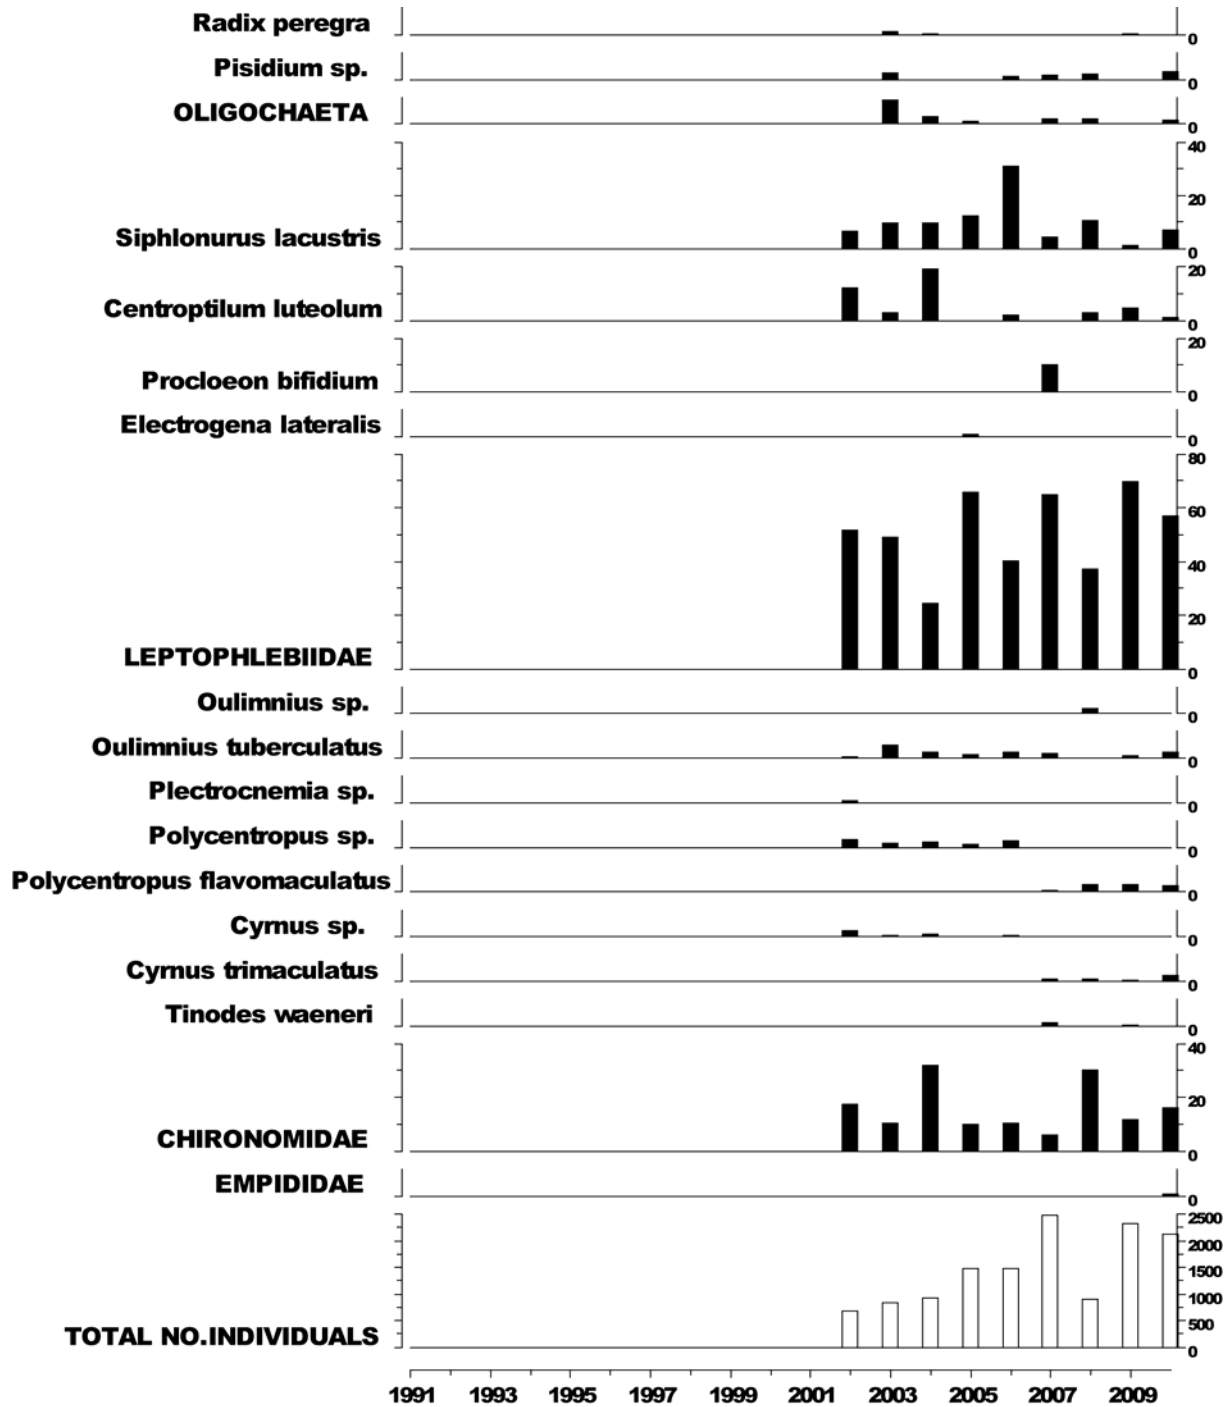 Radix peregra
0
Pisidium sp.
0
OLIGOCHAETA
0
40
20
Siphlonurus lacustris
0
20
Centroptilum luteolum
0
20
Procloeon bifidium
0
Electrogena lateralis
0
80
60
40
20
LEPTOPHLEBIIDAE
0
Oulimnius sp.
0
Oulimnius tuberculatus
0
Plectrocnemia sp.
0
Polycentropus sp.
0
Polycentropus flavomaculatus
0
Cyrnus sp.
0
Cyrnus trimaculatus
0
Tinodes waeneri
0
40
20
CHIRONOMIDAE
0
EMPIDIDAE
0
2500
2000
1500
1000
500
TOTAL NO.INDIVIDUALS
0
1991 1993 1995 1997 1999 2001 2003 2005 2007 2009